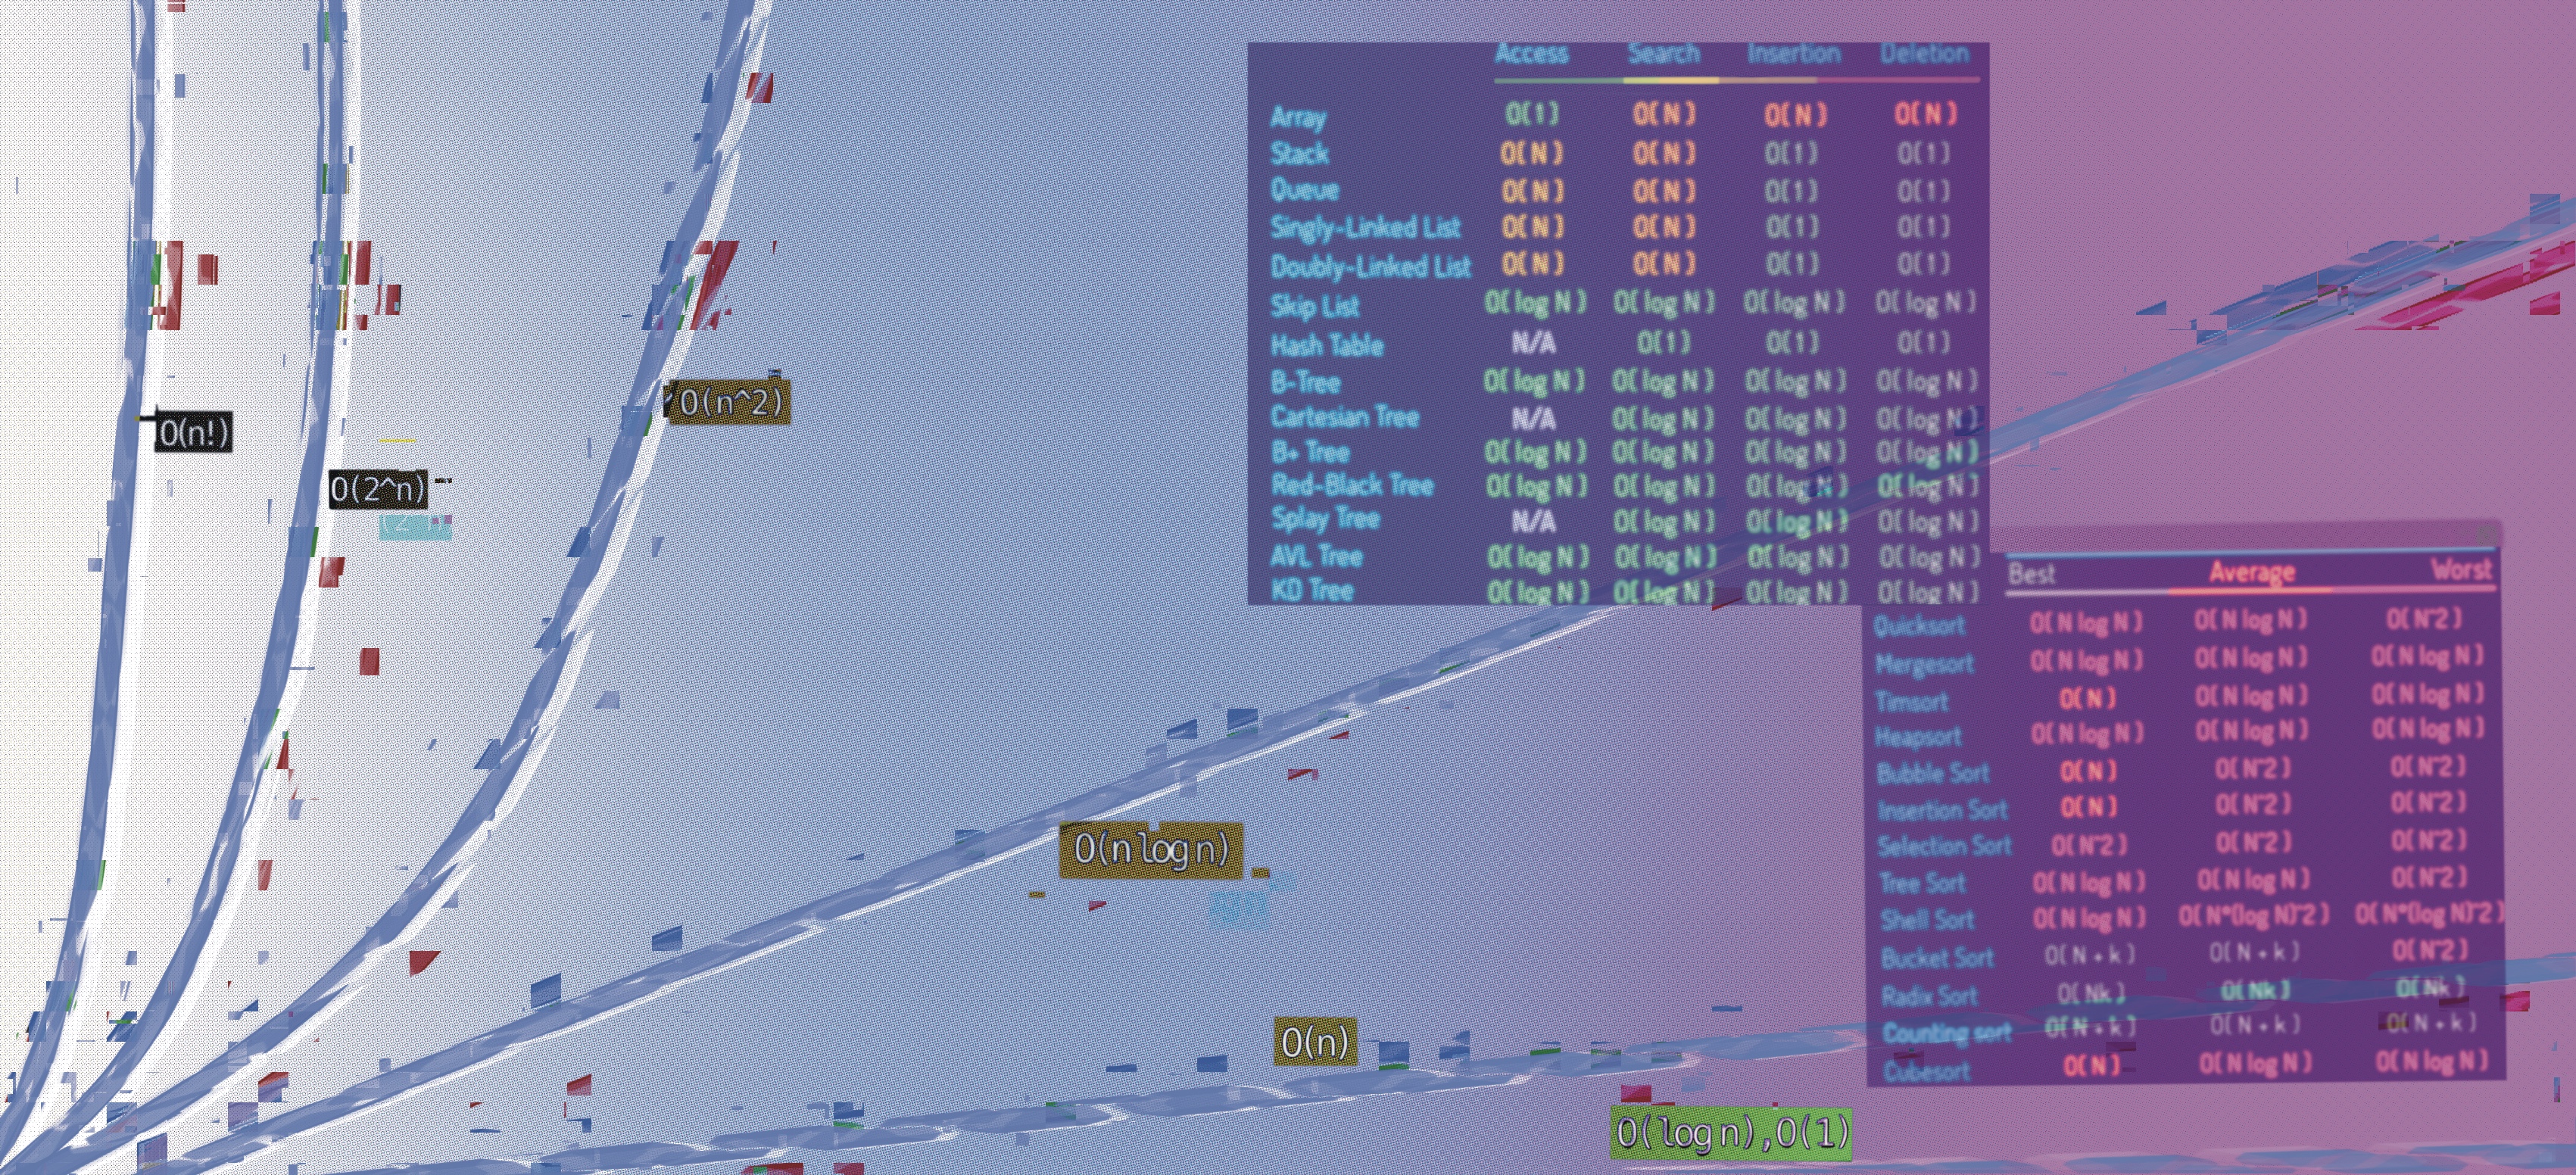 Access Search Insertion Deletion
Array O(1) O(N) O(N) O(N)
Stack O(N) O(N) O(1) O(1)
Queue O(N) O(N) O(1) O(1)
Singly-Linked List O(N) O(N) O(1) O(1)
Doubly-Linked List O(N) O(N) O(1) O(1)
Skip List O(log N) O(log N) O(log N) O(log N)
Hash Table N/A O(1) O(1) O(1)
B-Tree O(log N) O(log N) O(log N) O(log N)
Cartesian Tree N/A O(log N) O(log N) O(log N)
B+ Tree O(log N) O(log N) O(log N) O(log N)
Red-Black Tree O(log N) O(log N) O(log N) O(log N)
Splay Tree N/A O(log N) O(log N) O(log N)
AVL Tree O(log N) O(log N) O(log N) O(log N)
KD Tree O(log N) O(log N) O(log N) O(log N)
O(n!)
O(2^n)
O(n^2)
Best Average Worst
Quicksort O(N log N) O(N log N) O(N^2)
Mergesort O(N log N) O(N log N) O(N log N)
Timsort O(N) O(N log N) O(N log N)
Heapsort O(N log N) O(N log N) O(N log N)
Bubble Sort O(N) O(N^2) O(N^2)
Insertion Sort O(N) O(N^2) O(N^2)
Selection Sort O(N^2) O(N^2) O(N^2)
Tree Sort O(N log N) O(N log N) O(N^2)
Shell Sort O(N log N) O(N*(log N)^2) O(N*(log N)^2)
Bucket Sort O(N + k) O(N + k) O(N^2)
Radix Sort O(Nk) O(Nk) O(Nk)
Counting sort O(N + k) O(N + k) O(N + k)
Cubesort O(N) O(N log N) O(N log N)
O(n log n)
O(n)
O(log n),O(1)